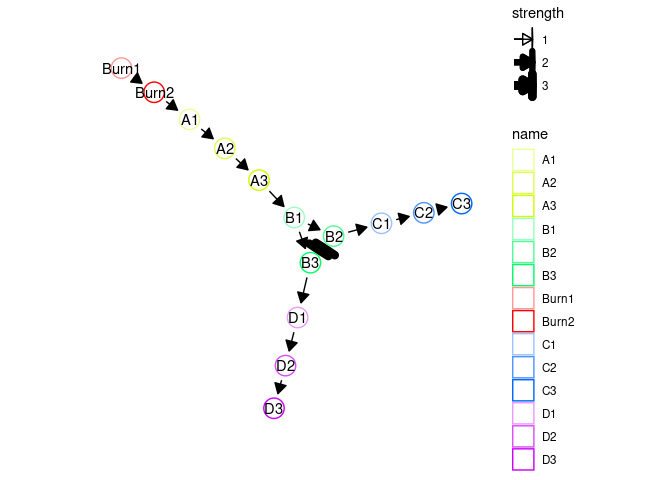 Burn1
Burn2
A1
A2
A3
B1
B2
C1
C2
C3
B3
D1
D2
D3
strength
1
2
3
name
A1
A2
A3
B1
B2
B3
Burn1
Burn2
C1
C2
C3
D1
D2
D3